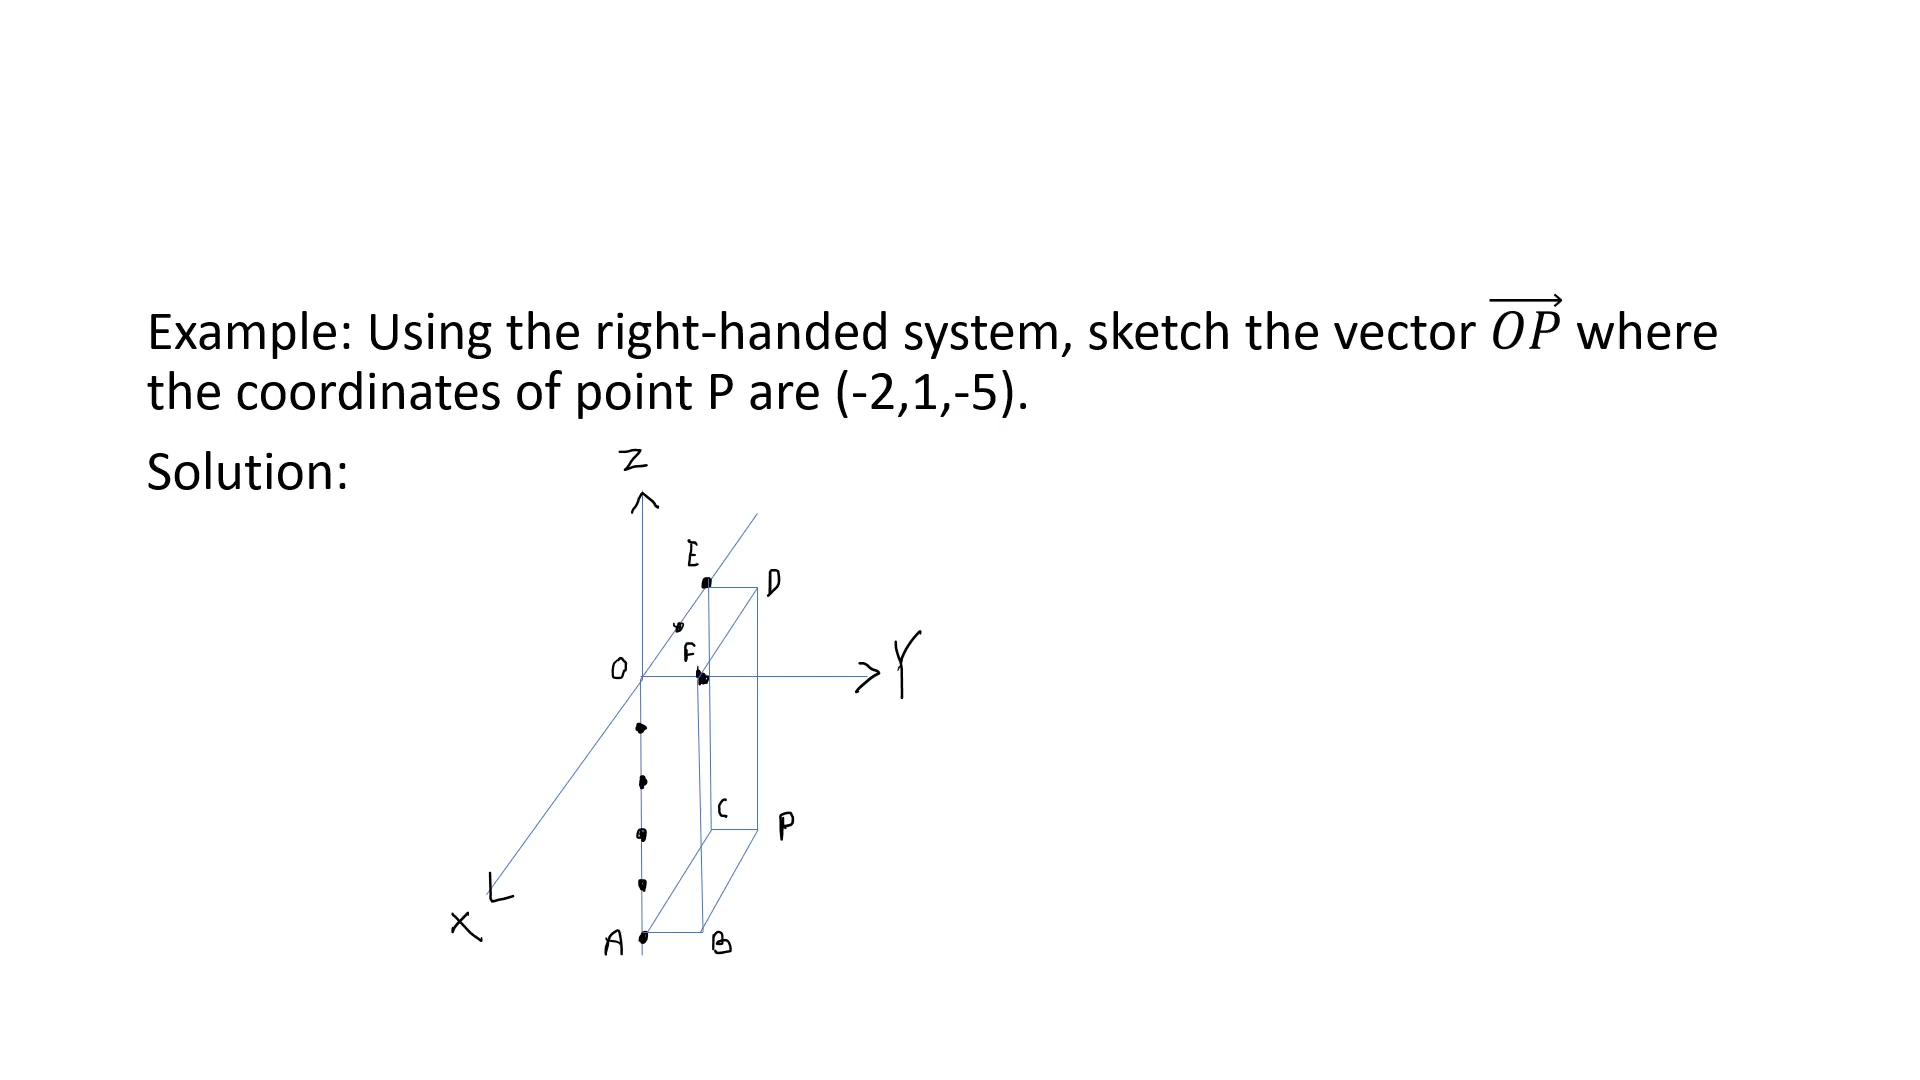 Example: Using the right-handed system, sketch the vector \overrightarrow{OP} where
the coordinates of point P are (-2,1,-5).
Solution:
Z
E
D
F
O
Y
C
P
X
A
B